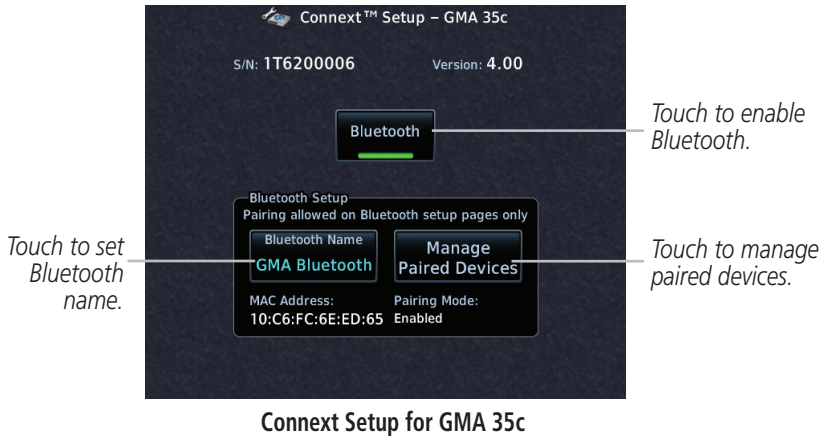 Connext™ Setup – GMA 35c
S/N: 1T6200006 Version: 4.00
Bluetooth
Touch to enable
Bluetooth.
Bluetooth Setup
Pairing allowed on Bluetooth setup pages only
Touch to set
Bluetooth
name.
Bluetooth Name
GMA Bluetooth
Manage
Paired Devices
Touch to manage
paired devices.
MAC Address:
10:C6:FC:6E:ED:65
Pairing Mode:
Enabled
Connext Setup for GMA 35c